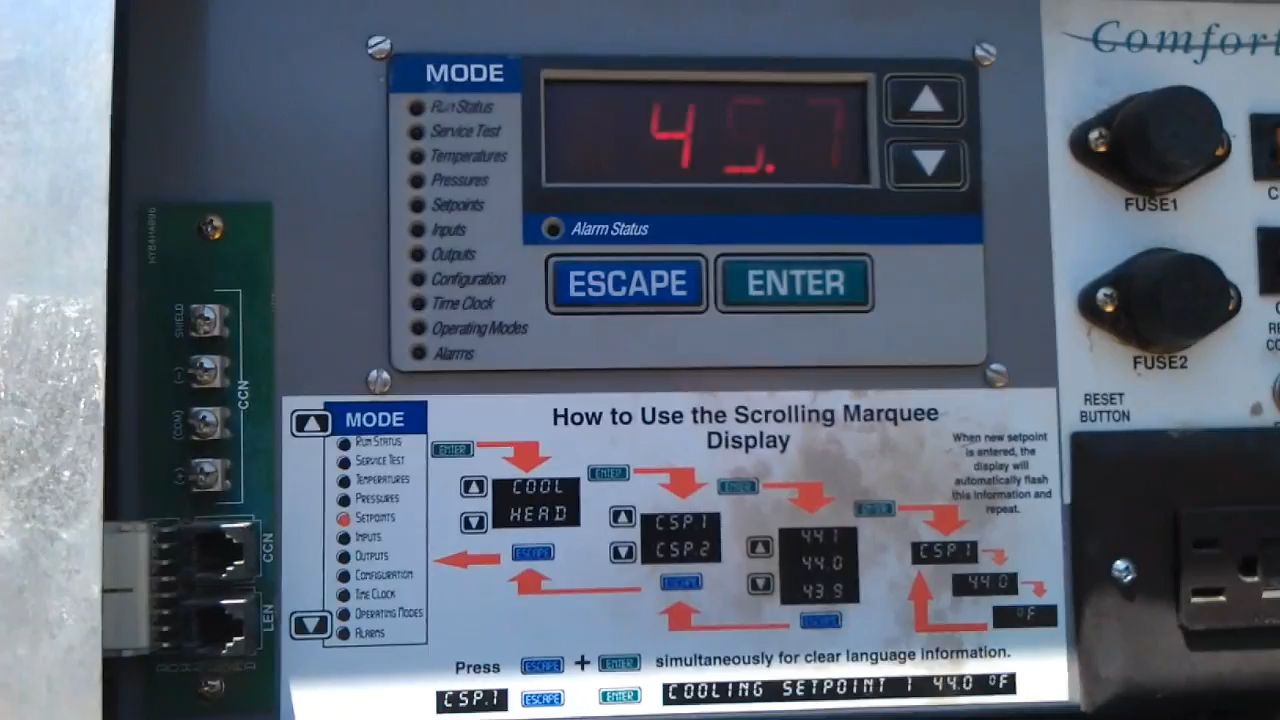 Comfort
MODE
Run Status
Service Test
Temperatures
Pressures
Setpoints
Inputs
Outputs
Configuration
Time Clock
Operating Modes
Alarms
45.7
Alarm Status
ESCAPE
ENTER
FUSE1
FUSE2
RESET
BUTTON
SHIELD
(-)
(COM)
(+)
CCN
CCN
LEN
How to Use the Scrolling Marquee
Display
MODE
RUN STATUS
SERVICE TEST
TEMPERATURES
PRESSURES
SETPOINTS
INPUTS
OUTPUTS
CONFIGURATION
TIME CLOCK
OPERATING MODES
ALARMS
ENTER
COOL
HEAD
ESCAPE
ENTER
CSP.1
CSP.2
ESCAPE
ENTER
44.1
44.0
43.9
ESCAPE
ENTER
When new setpoint
is entered, the
display will
automatically flash
this information and
repeat.
CSP.1
44.0
°F
Press ESCAPE + ENTER simultaneously for clear language information.
CSP.1 ESCAPE ENTER COOLING SETPOINT 1 44.0 °F